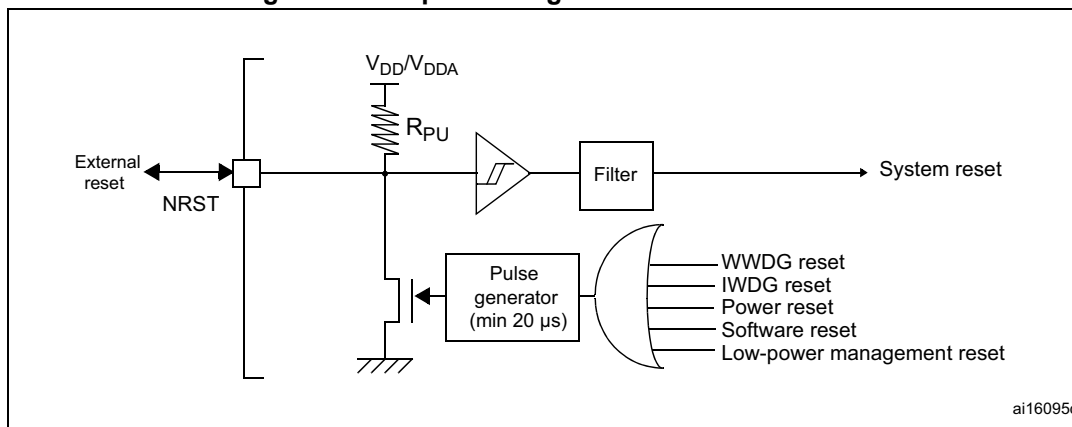 VDD/VDDA
RPU
External
reset
NRST
Filter
System reset
Pulse
generator
(min 20 µs)
WWDG reset
IWDG reset
Power reset
Software reset
Low-power management reset